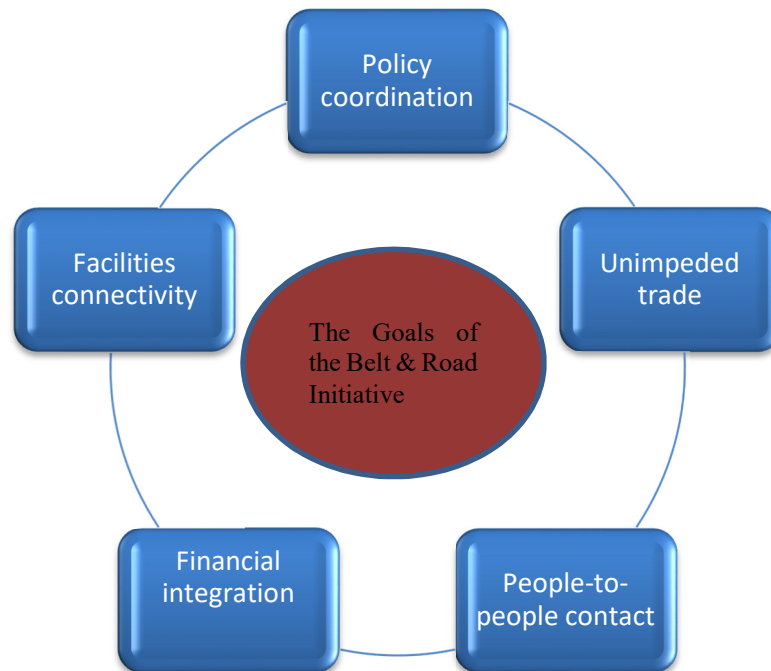 Policy
coordination
Facilities
connectivity
Unimpeded
trade
The Goals of
the Belt & Road
Initiative
Financial
integration
People-to-
people contact